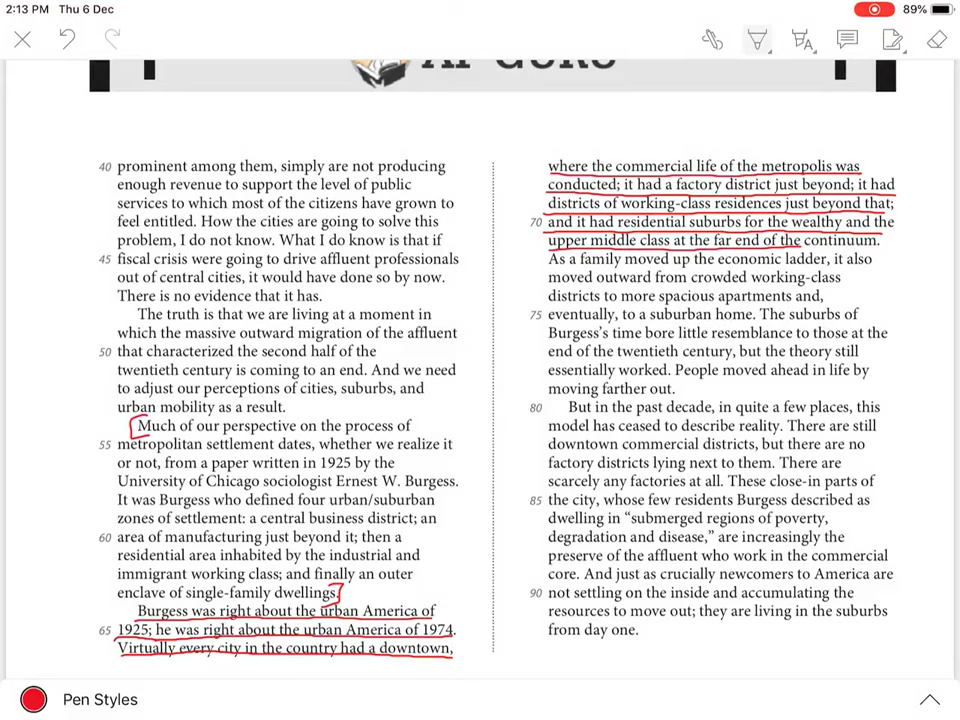 2:13 PM Thu 6 Dec
89%
40 prominent among them, simply are not producing
enough revenue to support the level of public
services to which most of the citizens have grown to
feel entitled. How the cities are going to solve this
problem, I do not know. What I do know is that if
45 fiscal crisis were going to drive affluent professionals
out of central cities, it would have done so by now.
There is no evidence that it has.
The truth is that we are living at a moment in
which the massive outward migration of the affluent
50 that characterized the second half of the
twentieth century is coming to an end. And we need
to adjust our perceptions of cities, suburbs, and
urban mobility as a result.
Much of our perspective on the process of
55 metropolitan settlement dates, whether we realize it
or not, from a paper written in 1925 by the
University of Chicago sociologist Ernest W. Burgess.
It was Burgess who defined four urban/suburban
zones of settlement: a central business district; an
60 area of manufacturing just beyond it; then a
residential area inhabited by the industrial and
immigrant working class; and finally an outer
enclave of single-family dwellings.
Burgess was right about the urban America of
65 1925; he was right about the urban America of 1974.
Virtually every city in the country had a downtown,
where the commercial life of the metropolis was
conducted; it had a factory district just beyond; it had
districts of working-class residences just beyond that;
70 and it had residential suburbs for the wealthy and the
upper middle class at the far end of the continuum.
As a family moved up the economic ladder, it also
moved outward from crowded working-class
districts to more spacious apartments and,
75 eventually, to a suburban home. The suburbs of
Burgess’s time bore little resemblance to those at the
end of the twentieth century, but the theory still
essentially worked. People moved ahead in life by
moving farther out.
80 But in the past decade, in quite a few places, this
model has ceased to describe reality. There are still
downtown commercial districts, but there are no
factory districts lying next to them. There are
scarcely any factories at all. These close-in parts of
85 the city, whose few residents Burgess described as
dwelling in “submerged regions of poverty,
degradation and disease,” are increasingly the
preserve of the affluent who work in the commercial
core. And just as crucially newcomers to America are
90 not settling on the inside and accumulating the
resources to move out; they are living in the suburbs
from day one.
Pen Styles